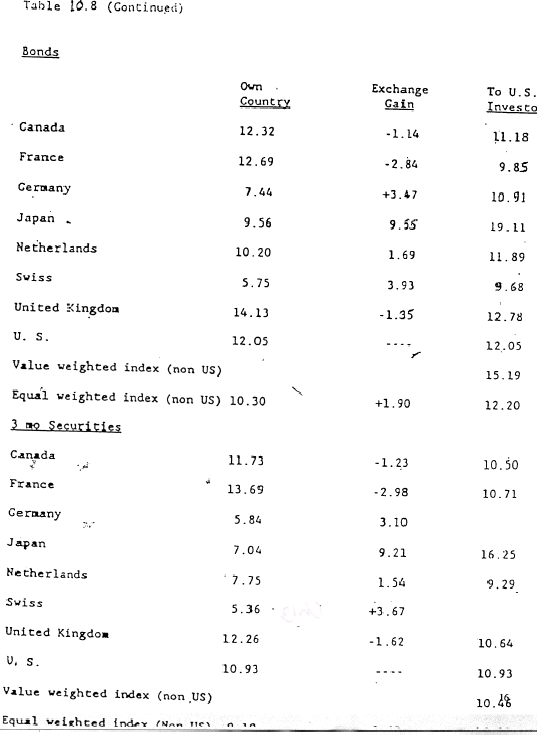 Table 10.8 (Continued)
Bonds
Own Exchange To U.S.
Country Gain Investo
Canada 12.32 -1.14 11.18
France 12.69 -2.84 9.85
Germany 7.44 +3.47 10.91
Japan 9.56 9.55 19.11
Netherlands 10.20 1.69 11.89
Swiss 5.75 3.93 9.68
United Kingdom 14.13 -1.35 12.78
U. S. 12.05 ---- 12.05
Value weighted index (non US) 15.19
Equal weighted index (non US) 10.30 +1.90 12.20
3 mo Securities
Canada 11.73 -1.23 10.50
France 13.69 -2.98 10.71
Germany 5.84 3.10
Japan 7.04 9.21 16.25
Netherlands 7.75 1.54 9.29
Swiss 5.36 +3.67
United Kingdom 12.26 -1.62 10.64
U. S. 10.93 ---- 10.93
Value weighted index (non US) 10.46
Equal weighted index (Non US)